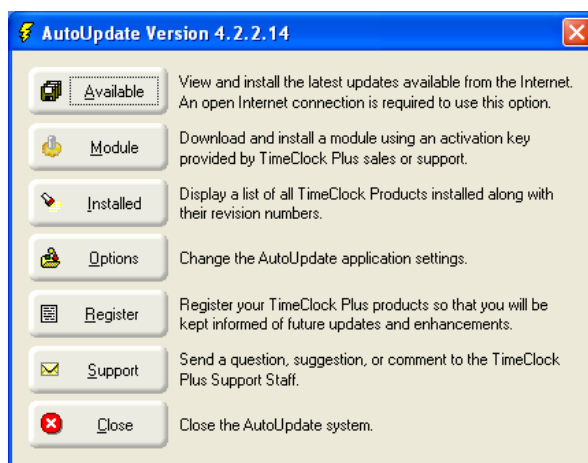 AutoUpdate Version 4.2.2.14
Available
View and install the latest updates available from the Internet.
An open Internet connection is required to use this option.
Module
Download and install a module using an activation key
provided by TimeClock Plus sales or support.
Installed
Display a list of all TimeClock Products installed along with
their revision numbers.
Options
Change the AutoUpdate application settings.
Register
Register your TimeClock Plus products so that you will be
kept informed of future updates and enhancements.
Support
Send a question, suggestion, or comment to the TimeClock
Plus Support Staff.
Close
Close the AutoUpdate system.